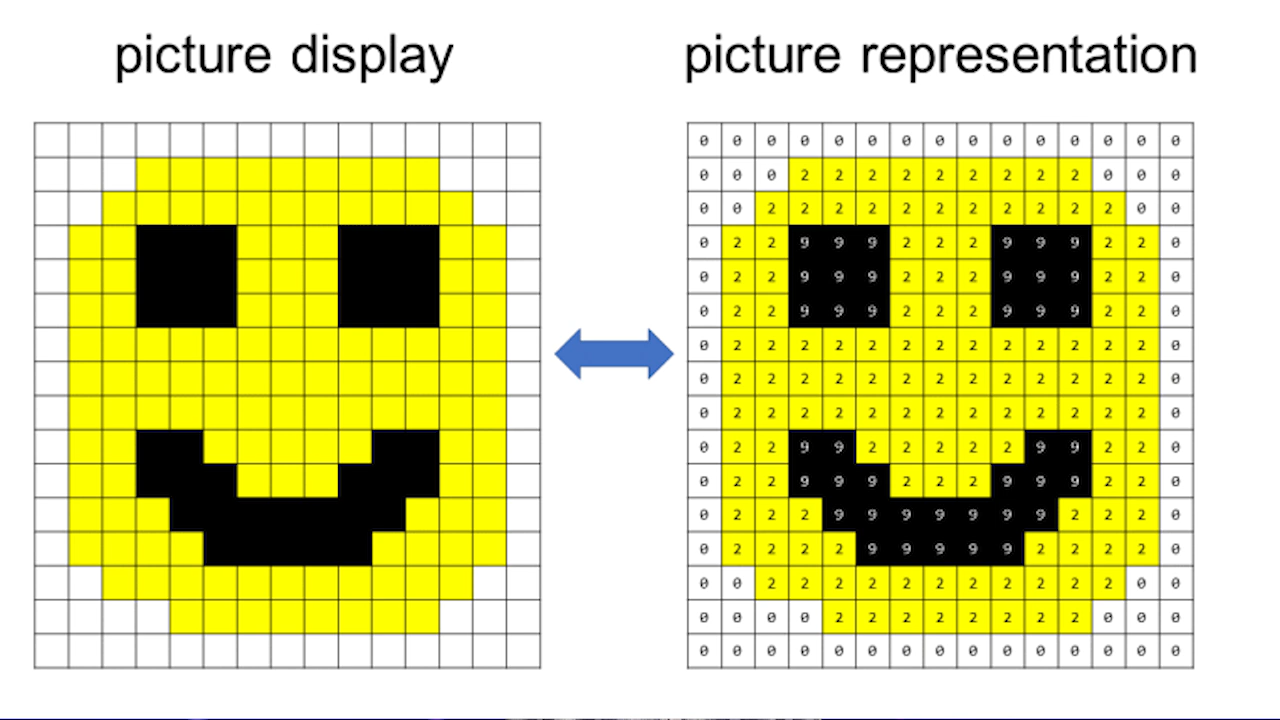 picture display
picture representation
0 0 0 0 0 0 0 0 0 0 0 0 0 0 0
0 0 0 2 2 2 2 2 2 2 2 2 0 0 0
0 0 2 2 2 2 2 2 2 2 2 2 2 0 0
0 2 2 9 9 9 2 2 2 9 9 9 2 2 0
0 2 2 9 9 9 2 2 2 9 9 9 2 2 0
0 2 2 9 9 9 2 2 2 9 9 9 2 2 0
0 2 2 2 2 2 2 2 2 2 2 2 2 2 0
0 2 2 2 2 2 2 2 2 2 2 2 2 2 0
0 2 2 2 2 2 2 2 2 2 2 2 2 2 0
0 2 2 9 9 2 2 2 2 2 9 9 2 2 0
0 2 2 9 9 9 2 2 2 9 9 9 2 2 0
0 2 2 2 9 9 9 9 9 9 9 2 2 2 0
0 2 2 2 2 9 9 9 9 9 2 2 2 2 0
0 0 2 2 2 2 2 2 2 2 2 2 2 0 0
0 0 0 0 2 2 2 2 2 2 2 2 0 0 0
0 0 0 0 0 0 0 0 0 0 0 0 0 0 0